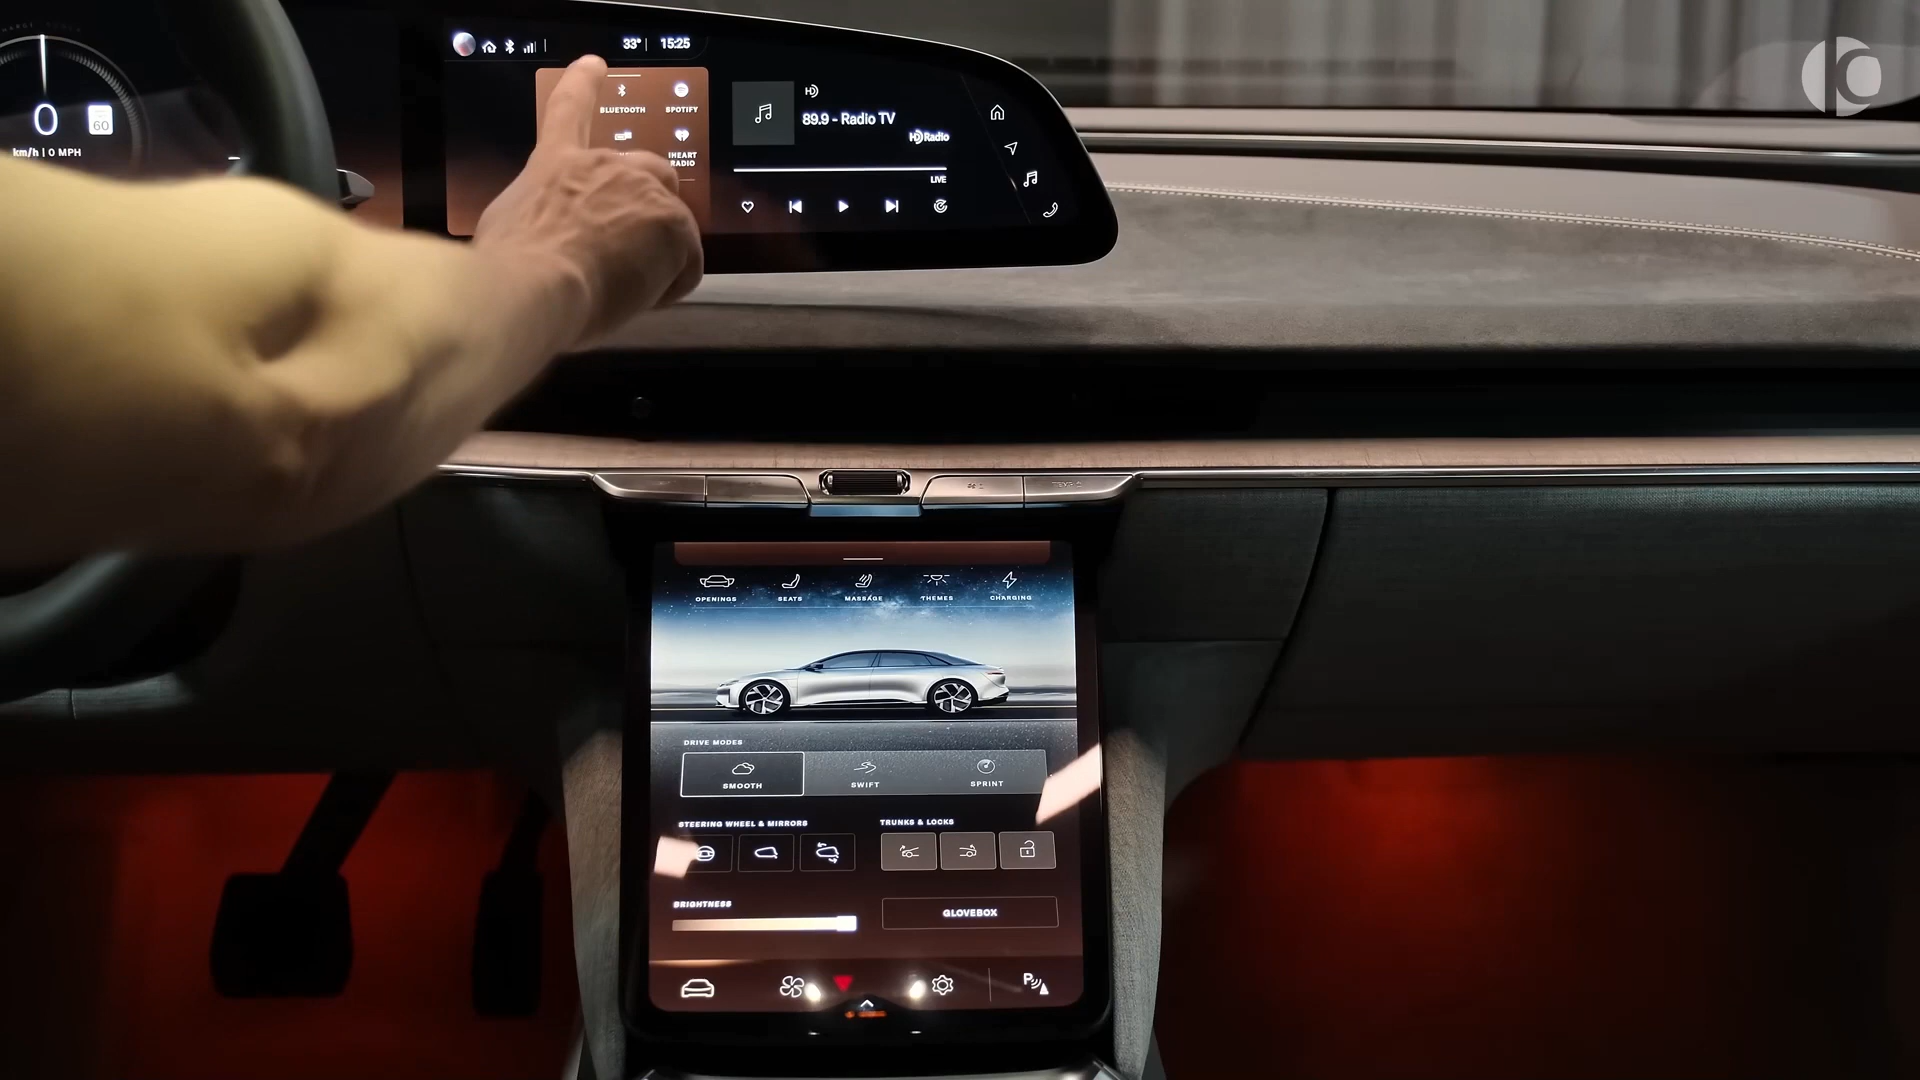 33°
15:25
0
60
km/h | 0 MPH
BLUETOOTH
SPOTIFY
IHEART
RADIO
HD
89.9 - Radio TV
HD Radio
LIVE
OPENINGS
SEATS
MASSAGE
THEMES
CHARGING
DRIVE MODES
SMOOTH
SWIFT
SPRINT
STEERING WHEEL & MIRRORS
TRUNKS & LOCKS
BRIGHTNESS
GLOVEBOX
P